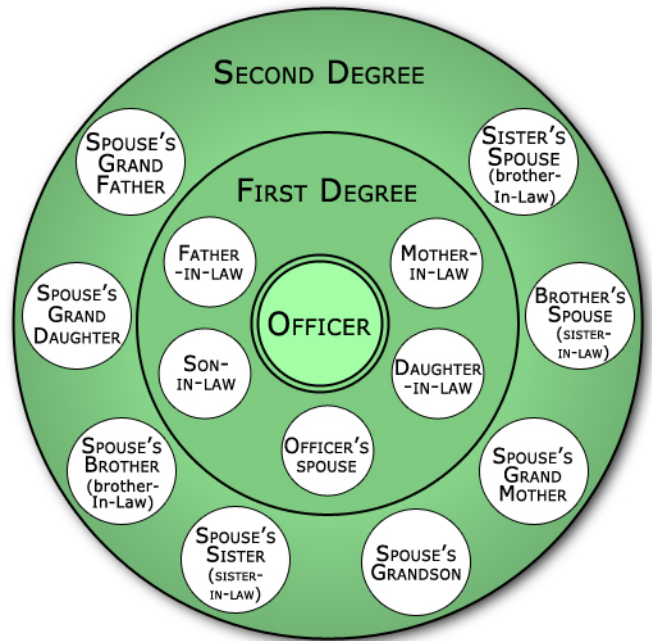 SECOND DEGREE
SPOUSE'S
GRAND
FATHER
SISTER'S
SPOUSE
(brother-
In-Law)
FIRST DEGREE
FATHER
-IN-LAW
MOTHER-
IN-LAW
SPOUSE'S
GRAND
DAUGHTER
OFFICER
BROTHER'S
SPOUSE
(SISTER-
IN-LAW)
SON-
IN-LAW
DAUGHTER
-IN-LAW
OFFICER'S
SPOUSE
SPOUSE'S
BROTHER
(brother-
In-Law)
SPOUSE'S
GRAND
MOTHER
SPOUSE'S
SISTER
(SISTER-
IN-LAW)
SPOUSE'S
GRANDSON